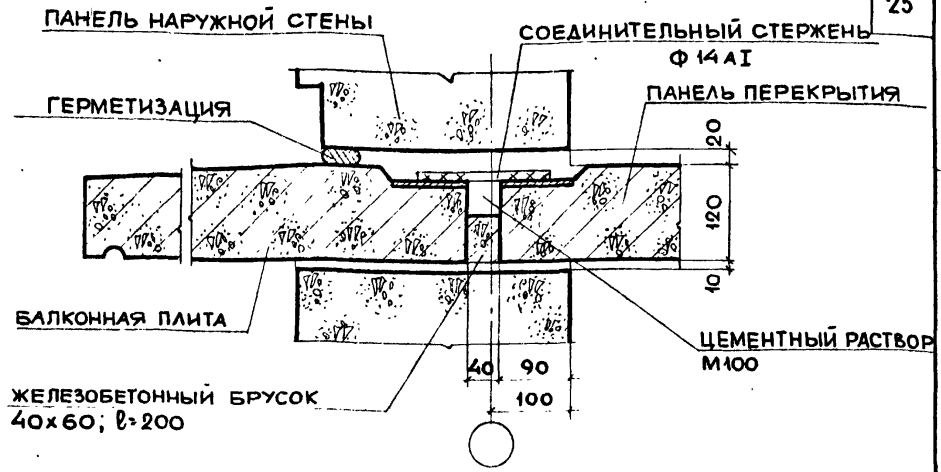 25
ПАНЕЛЬ НАРУЖНОЙ СТЕНЫ
СОЕДИНИТЕЛЬНЫЙ СТЕРЖЕНЬ
Ф 14 А I
ГЕРМЕТИЗАЦИЯ
ПАНЕЛЬ ПЕРЕКРЫТИЯ
20
120
10
БАЛКОННАЯ ПЛИТА
ЦЕМЕНТНЫЙ РАСТВОР
М100
40
90
100
ЖЕЛЕЗОБЕТОННЫЙ БРУСОК
40х60; ℓ=200